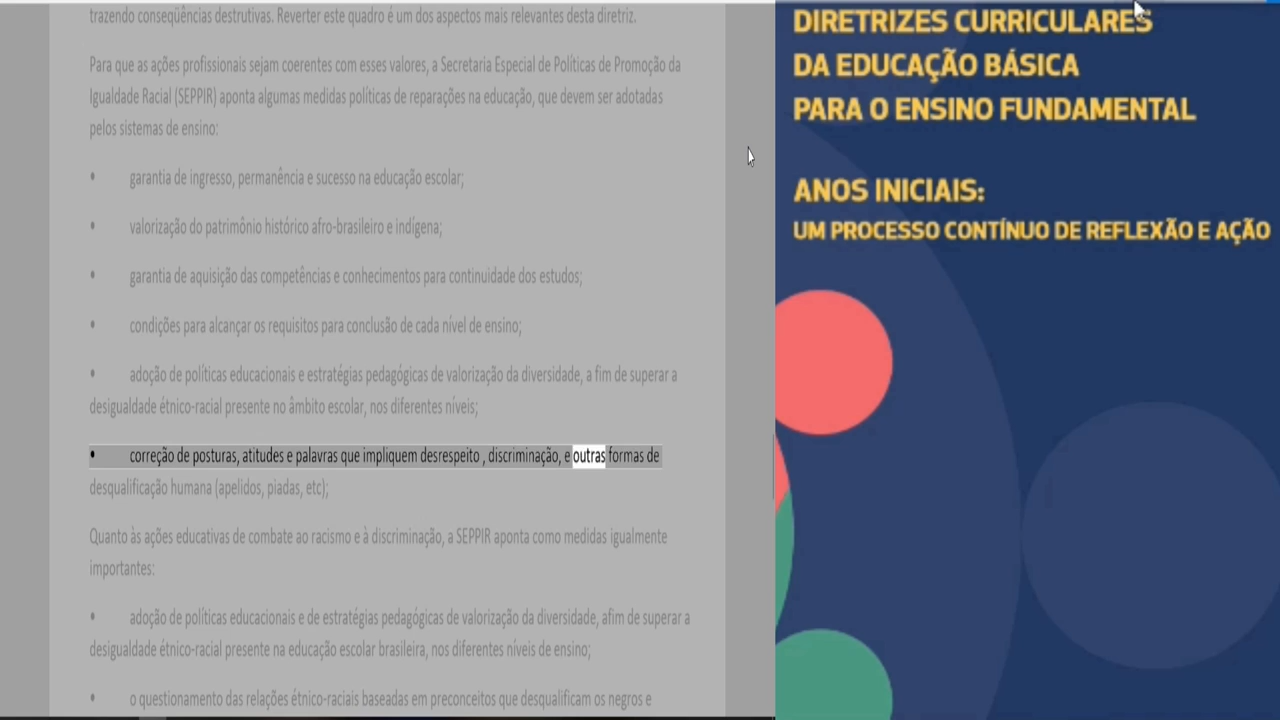 trazendo conseqüências destrutivas. Reverter este quadro é um dos aspectos mais relevantes desta diretriz.
Para que as ações profissionais sejam coerentes com esses valores, a Secretaria Especial de Políticas de Promoção da
Igualdade Racial (SEPPIR) aponta algumas medidas políticas de reparações na educação, que devem ser adotadas
pelos sistemas de ensino:
• garantia de ingresso, permanência e sucesso na educação escolar;
• valorização do patrimônio histórico afro-brasileiro e indígena;
• garantia de aquisição das competências e conhecimentos para continuidade dos estudos;
• condições para alcançar os requisitos para conclusão de cada nível de ensino;
• adoção de políticas educacionais e estratégias pedagógicas de valorização da diversidade, a fim de superar a
desigualdade étnico-racial presente no âmbito escolar, nos diferentes níveis;
• correção de posturas, atitudes e palavras que impliquem desrespeito , discriminação, e outras formas de
desqualificação humana (apelidos, piadas, etc);
Quanto às ações educativas de combate ao racismo e à discriminação, a SEPPIR aponta como medidas igualmente
importantes:
• adoção de políticas educacionais e de estratégias pedagógicas de valorização da diversidade, afim de superar a
desigualdade étnico-racial presente na educação escolar brasileira, nos diferentes níveis de ensino;
• o questionamento das relações étnico-raciais baseadas em preconceitos que desqualificam os negros e
DIRETRIZES CURRICULARES
DA EDUCAÇÃO BÁSICA
PARA O ENSINO FUNDAMENTAL
ANOS INICIAIS:
UM PROCESSO CONTÍNUO DE REFLEXÃO E AÇÃO